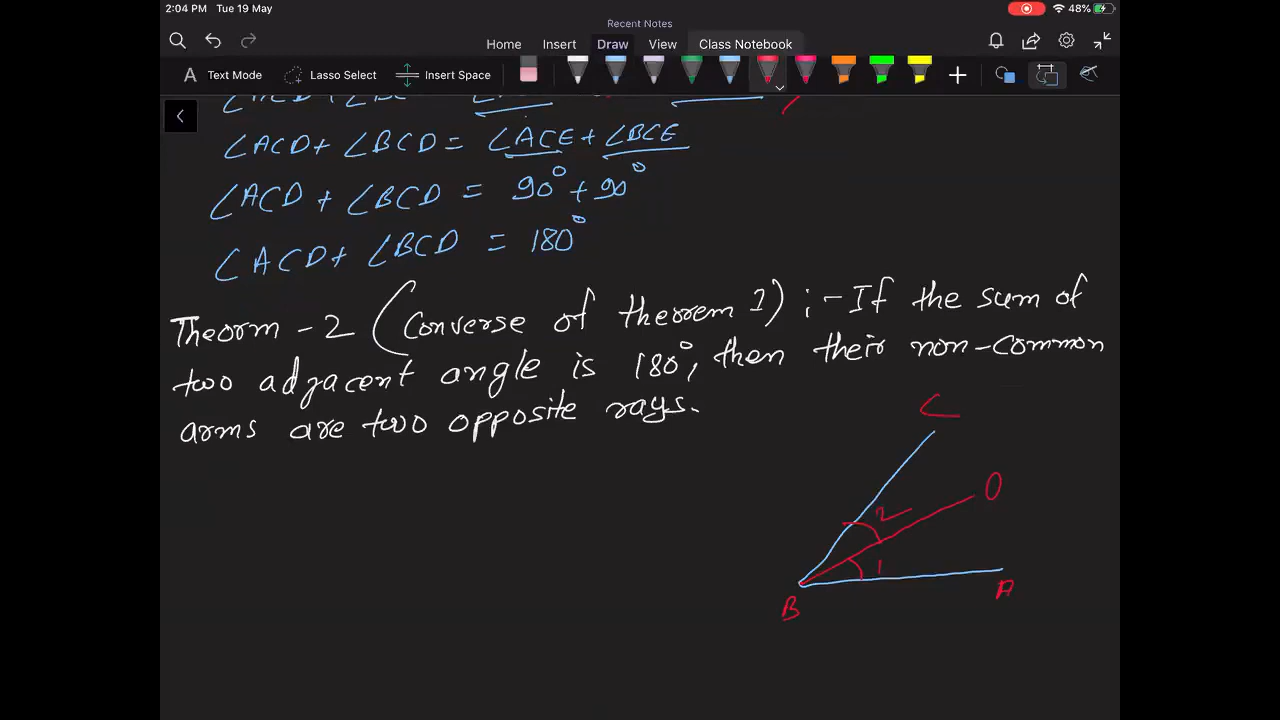 2:04 PM Tue 19 May
48%
Recent Notes
Home Insert Draw View Class Notebook
A Text Mode Lasso Select Insert Space
∠ACD + ∠BCD = ∠ACE + ∠BCE
∠ACD + ∠BCD = 90° + 90°
∠ACD + ∠BCD = 180°
Theorm - 2 (Converse of theorem 1) ;- If the sum of
two adjacent angle is 180°, then their non-common
arms are two opposite rays.
C
O
2
1
A
B